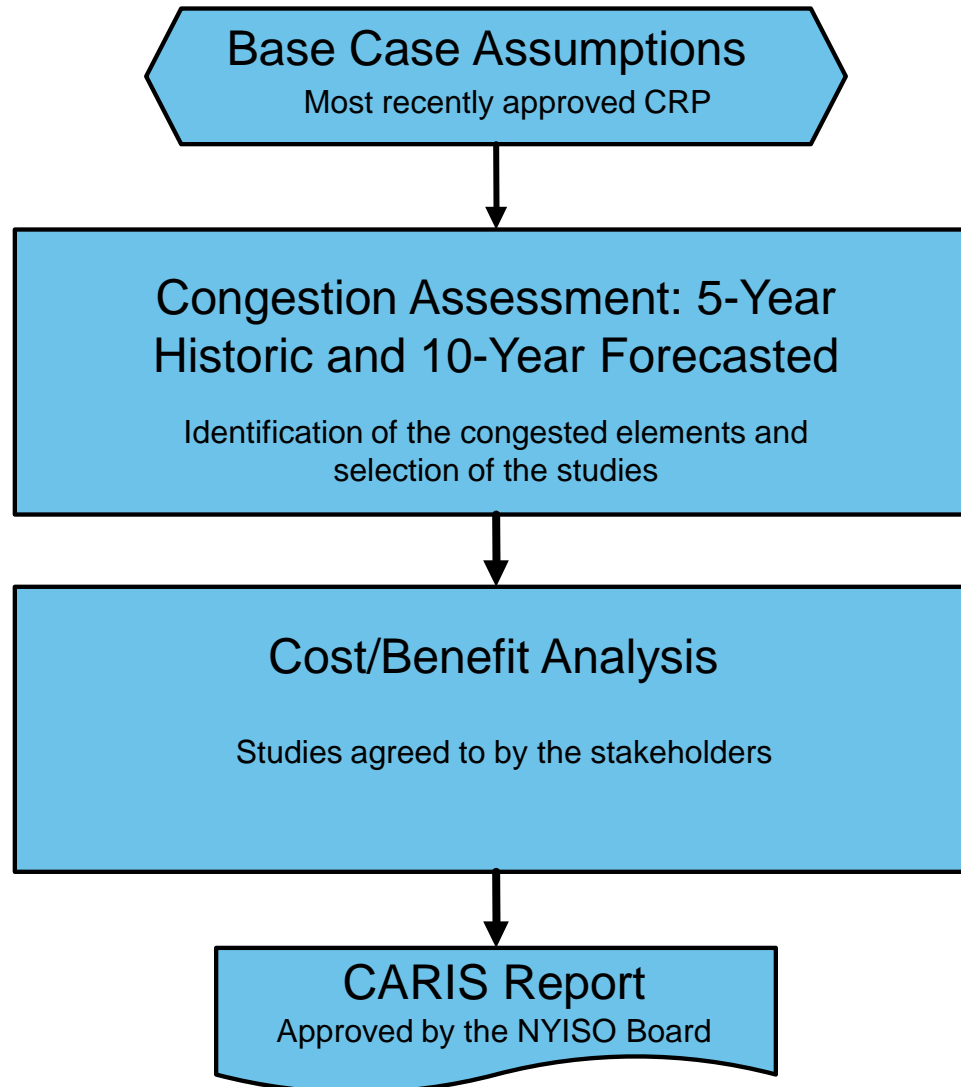 Base Case Assumptions
Most recently approved CRP
Congestion Assessment: 5-Year
Historic and 10-Year Forecasted
Identification of the congested elements and
selection of the studies
Cost/Benefit Analysis
Studies agreed to by the stakeholders
CARIS Report
Approved by the NYISO Board